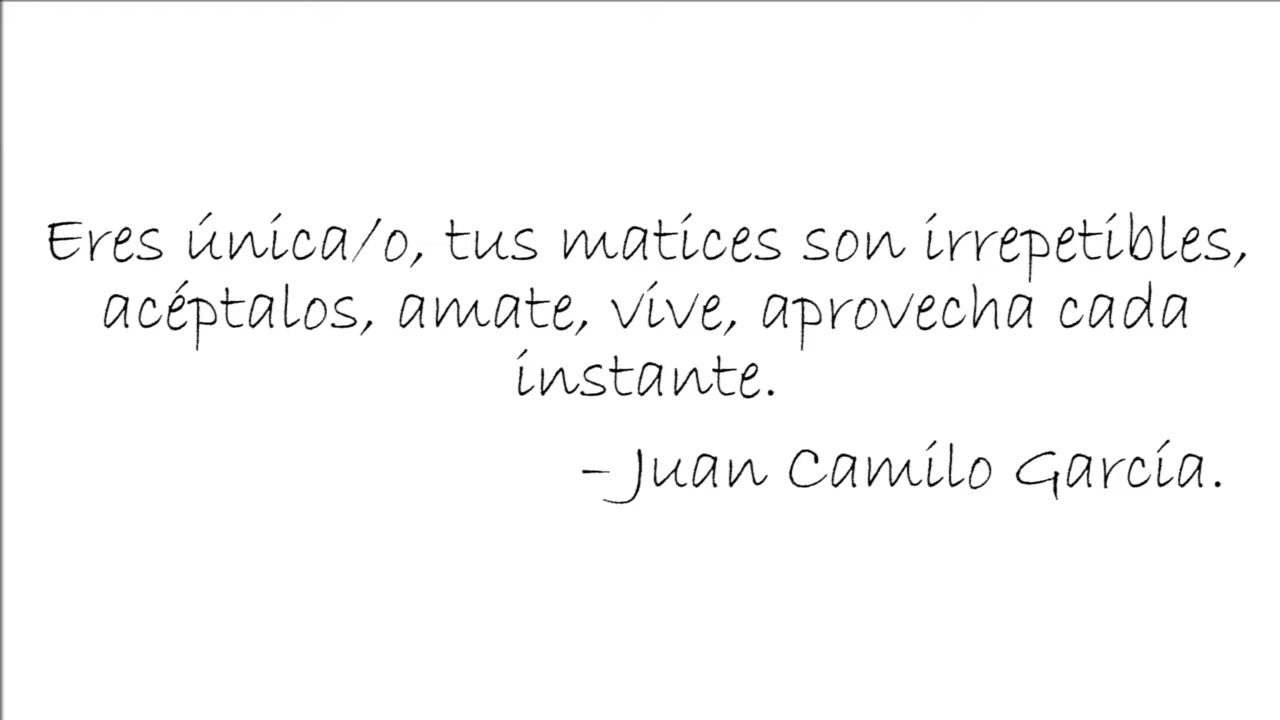 Eres única/o, tus matices son irrepetibles,
acéptalos, amate, vive, aprovecha cada
instante.
- Juan Camilo García.